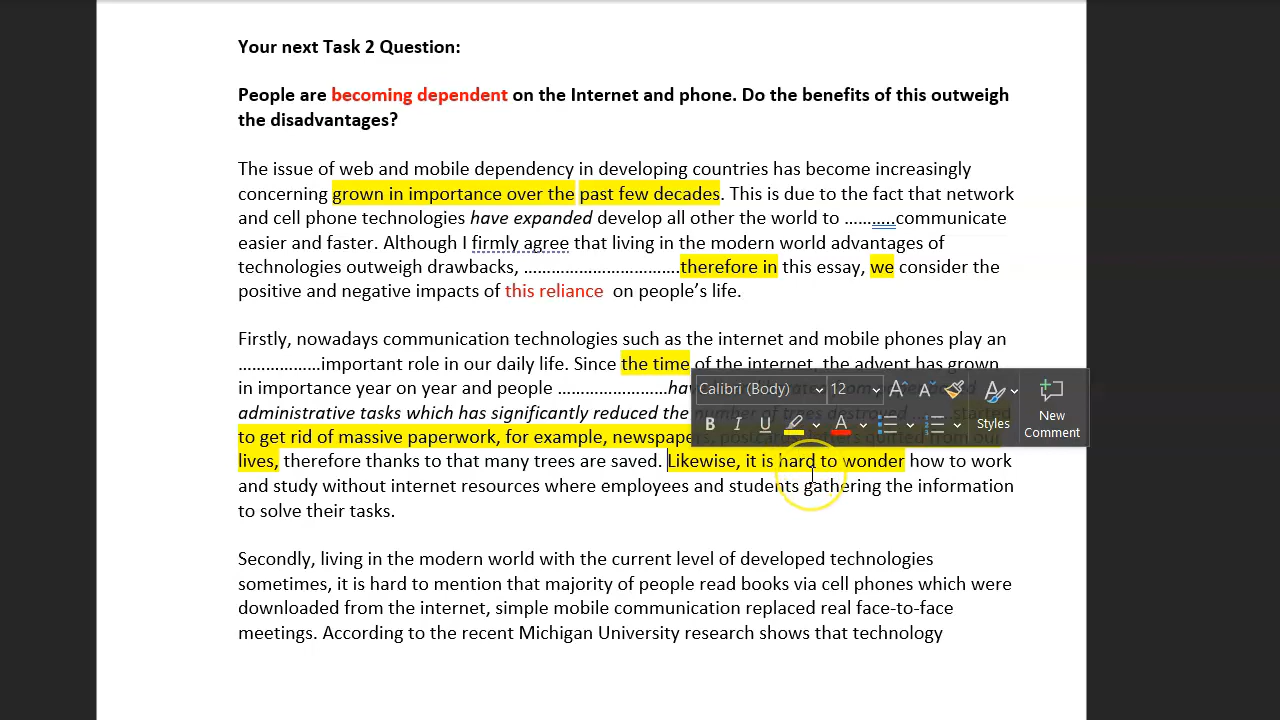 Your next Task 2 Question:
People are becoming dependent on the Internet and phone. Do the benefits of this outweigh
the disadvantages?
The issue of web and mobile dependency in developing countries has become increasingly
concerning grown in importance over the past few decades. This is due to the fact that network
and cell phone technologies have expanded develop all other the world to ………..communicate
easier and faster. Although I firmly agree that living in the modern world advantages of
technologies outweigh drawbacks, …………………………….therefore in this essay, we consider the
positive and negative impacts of this reliance on people’s life.
Firstly, nowadays communication technologies such as the internet and mobile phones play an
………………..important role in our daily life. Since the time of the internet, the advent has grown
in importance year on year and people ……………………
Calibri (Body) 12
administrative tasks which has significantly reduced the number of trees destroyed ……..started
to get rid of massive paperwork, for example, newspapers, postcards, from our
Styles
New
Comment
lives, therefore thanks to that many trees are saved. Likewise, it is hard to wonder how to work
and study without internet resources where employees and students gathering the information
to solve their tasks.
Secondly, living in the modern world with the current level of developed technologies
sometimes, it is hard to mention that majority of people read books via cell phones which were
downloaded from the internet, simple mobile communication replaced real face-to-face
meetings. According to the recent Michigan University research shows that technology